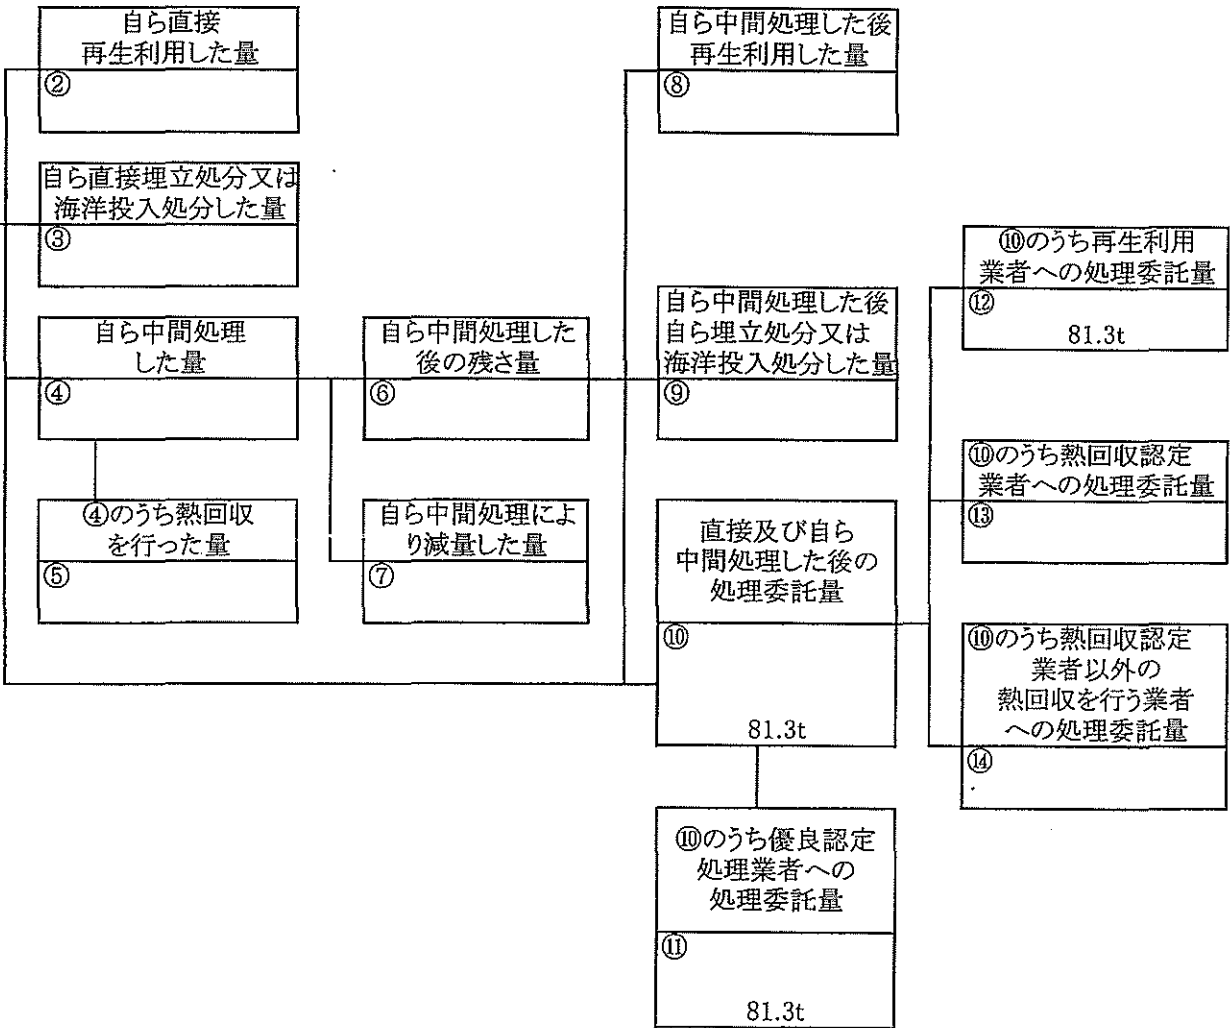 自ら直接
再生利用した量
②
自ら直接埋立処分又は
海洋投入処分した量
③
自ら中間処理
した量
④
④のうち熱回収
を行った量
⑤
自ら中間処理した
後の残さ量
⑥
自ら中間処理によ
り減量した量
⑦
自ら中間処理した後
再生利用した量
⑧
自ら中間処理した後
自ら埋立処分又は
海洋投入処分した量
⑨
直接及び自ら
中間処理した後の
処理委託量
⑩
81.3t
⑩のうち優良認定
処理業者への
処理委託量
⑪
81.3t
⑩のうち再生利用
業者への処理委託量
⑫
81.3t
⑩のうち熱回収認定
業者への処理委託量
⑬
⑩のうち熱回収認定
業者以外の
熱回収を行う業者
への処理委託量
⑭